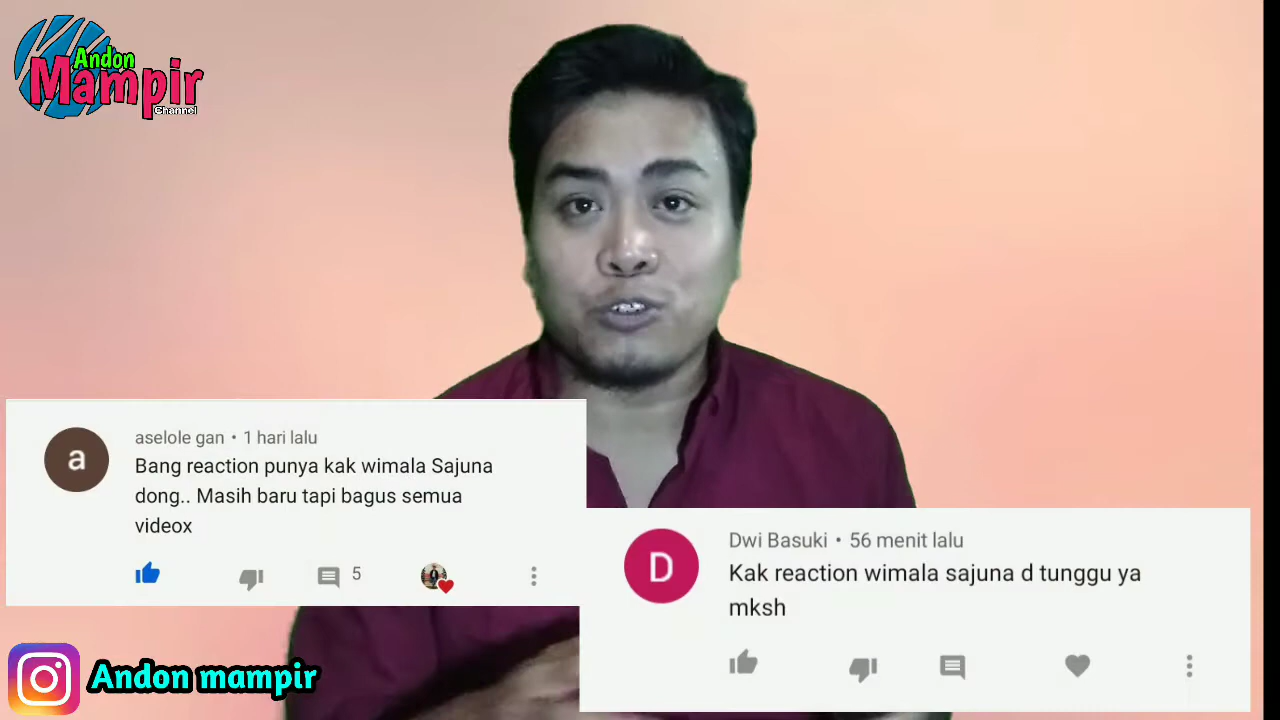 Andon
Mampir
Channel
aselole gan • 1 hari lalu
Bang reaction punya kak wimala Sajuna
dong.. Masih baru tapi bagus semua
videox
5
Dwi Basuki • 56 menit lalu
Kak reaction wimala sajuna d tunggu ya
mksh
Andon mampir
a
D